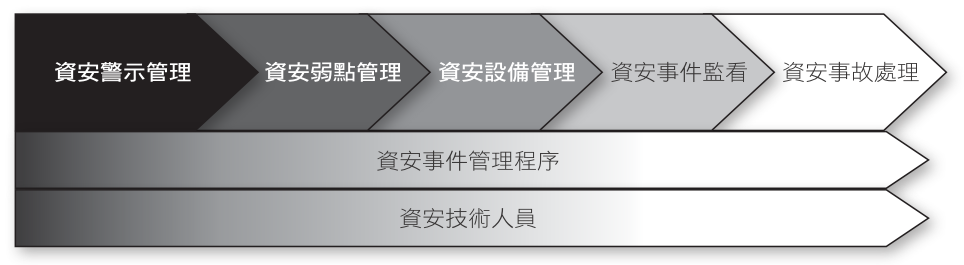 資安警示管理
資安弱點管理
資安設備管理
資安事件監看
資安事故處理
資安事件管理程序
資安技術人員